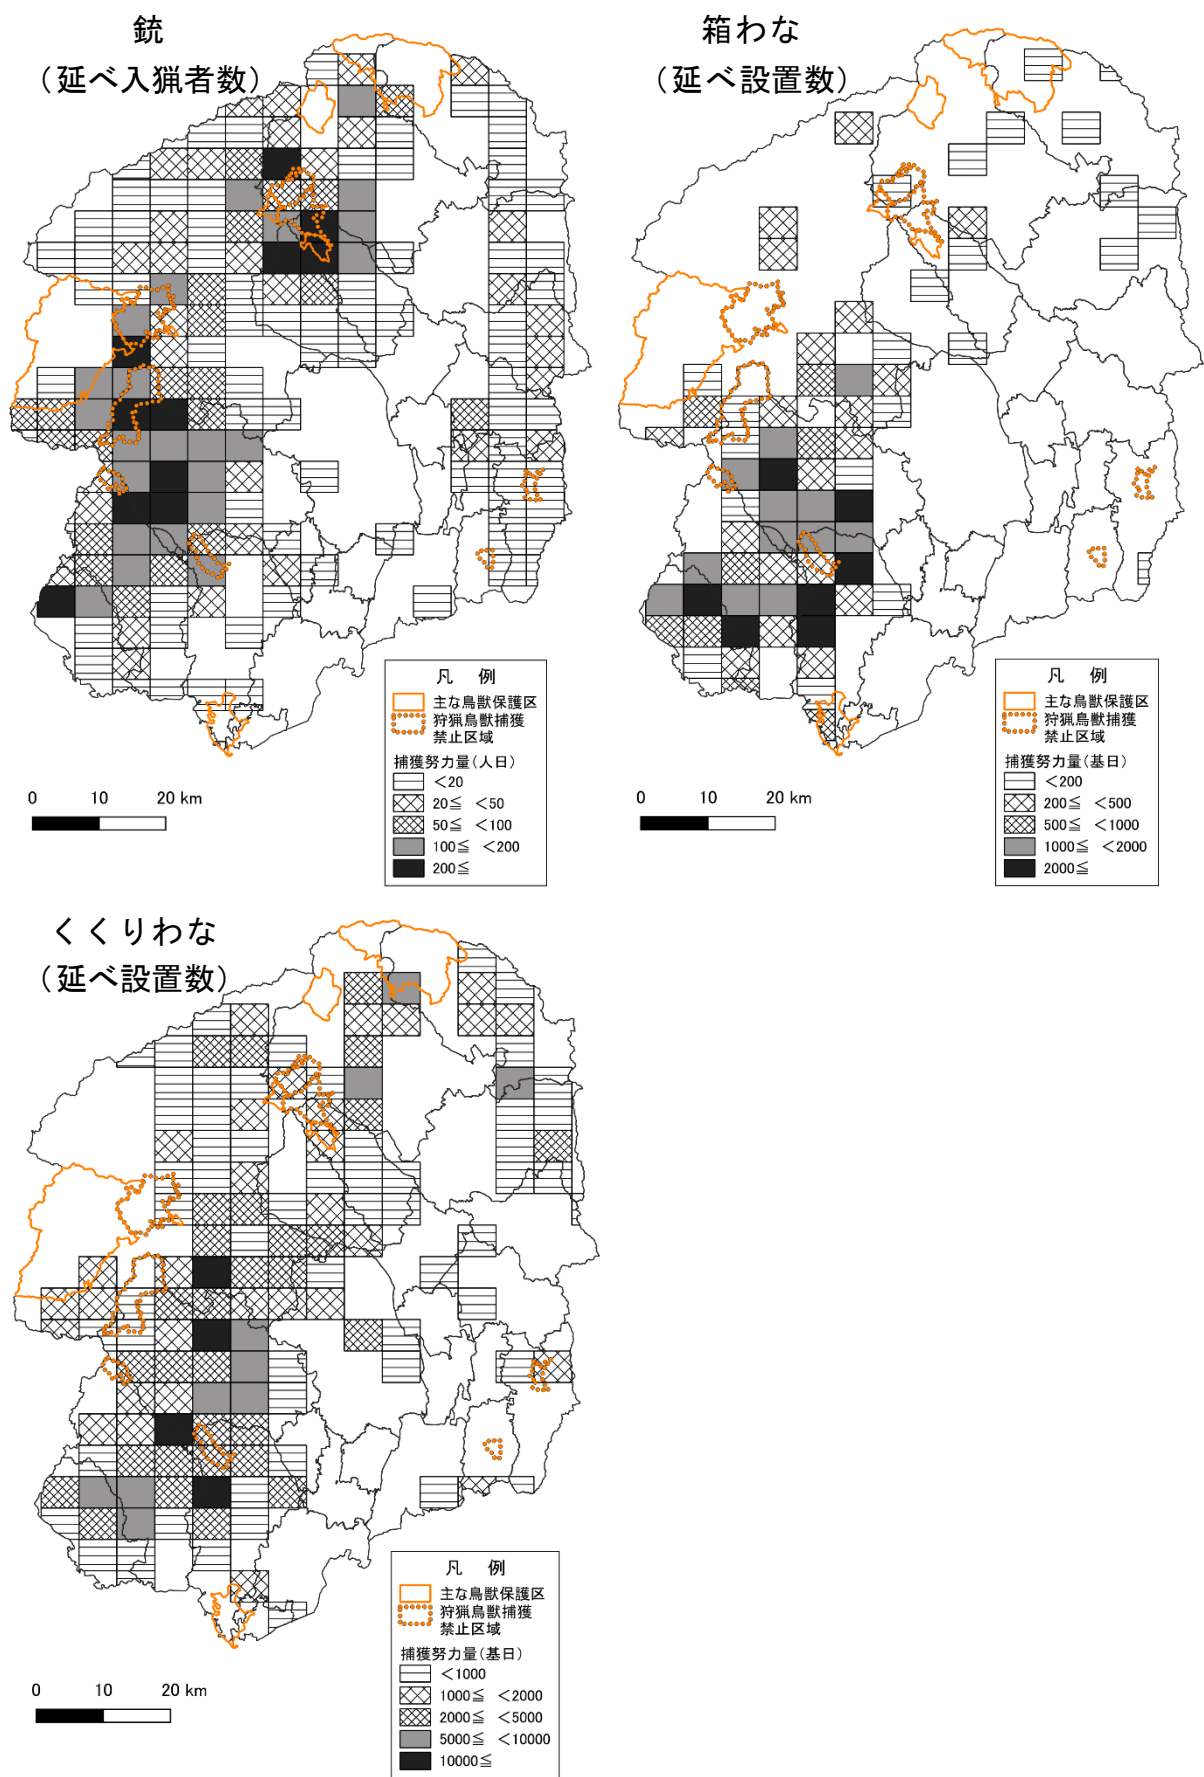 銃
（延べ入猟者数）
凡 例
主な鳥獣保護区
狩猟鳥獣捕獲
禁止区域
捕獲努力量(人日)
＜20
20≦ ＜50
50≦ ＜100
100≦ ＜200
200≦
0 10 20 km
箱わな
（延べ設置数）
凡 例
主な鳥獣保護区
狩猟鳥獣捕獲
禁止区域
捕獲努力量(基日)
＜200
200≦ ＜500
500≦ ＜1000
1000≦ ＜2000
2000≦
0 10 20 km
くくりわな
（延べ設置数）
凡 例
主な鳥獣保護区
狩猟鳥獣捕獲
禁止区域
捕獲努力量(基日)
＜1000
1000≦ ＜2000
2000≦ ＜5000
5000≦ ＜10000
10000≦
0 10 20 km